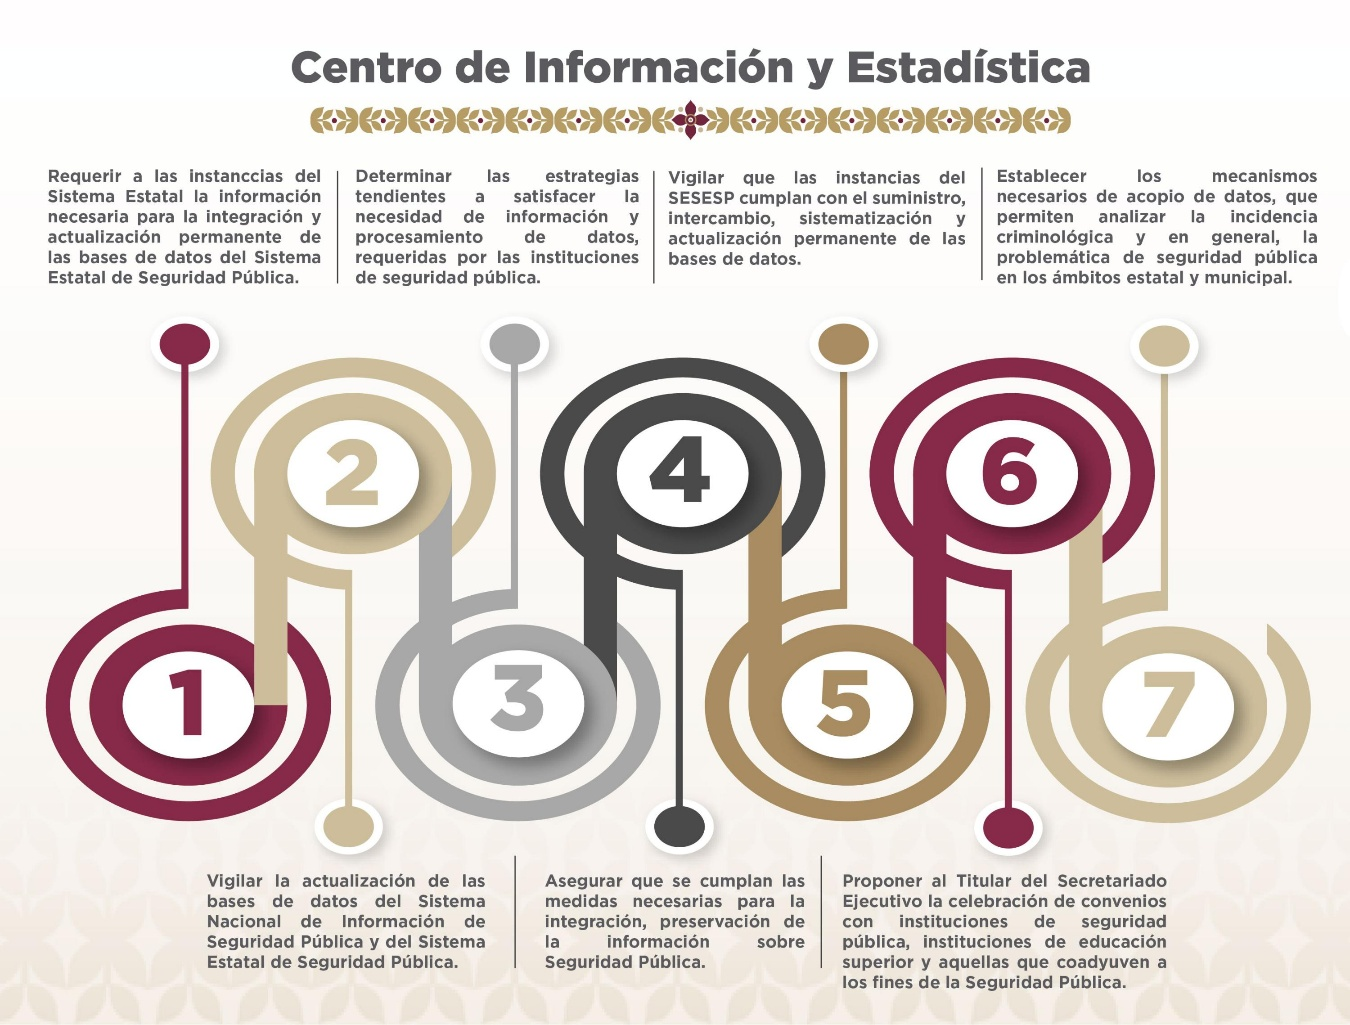 Centro de Información y Estadística
Requerir a las instanccias del
Sistema Estatal la información
necesaria para la integración y
actualización permanente de
las bases de datos del Sistema
Estatal de Seguridad Pública.
Determinar las estrategias
tendientes a satisfacer la
necesidad de información y
procesamiento de datos,
requeridas por las instituciones
de seguridad pública.
Vigilar que las instancias del
SESESP cumplan con el suministro,
intercambio, sistematización y
actualización permanente de las
bases de datos.
Establecer los mecanismos
necesarios de acopio de datos, que
permiten analizar la incidencia
criminológica y en general, la
problemática de seguridad pública
en los ámbitos estatal y municipal.
1
2
3
4
5
6
7
Vigilar la actualización de las
bases de datos del Sistema
Nacional de Información de
Seguridad Pública y del Sistema
Estatal de Seguridad Pública.
Asegurar que se cumplan las
medidas necesarias para la
integración, preservación de
la información sobre
Seguridad Pública.
Proponer al Titular del Secretariado
Ejecutivo la celebración de convenios
con instituciones de seguridad
pública, instituciones de educación
superior y aquellas que coadyuven a
los fines de la Seguridad Pública.